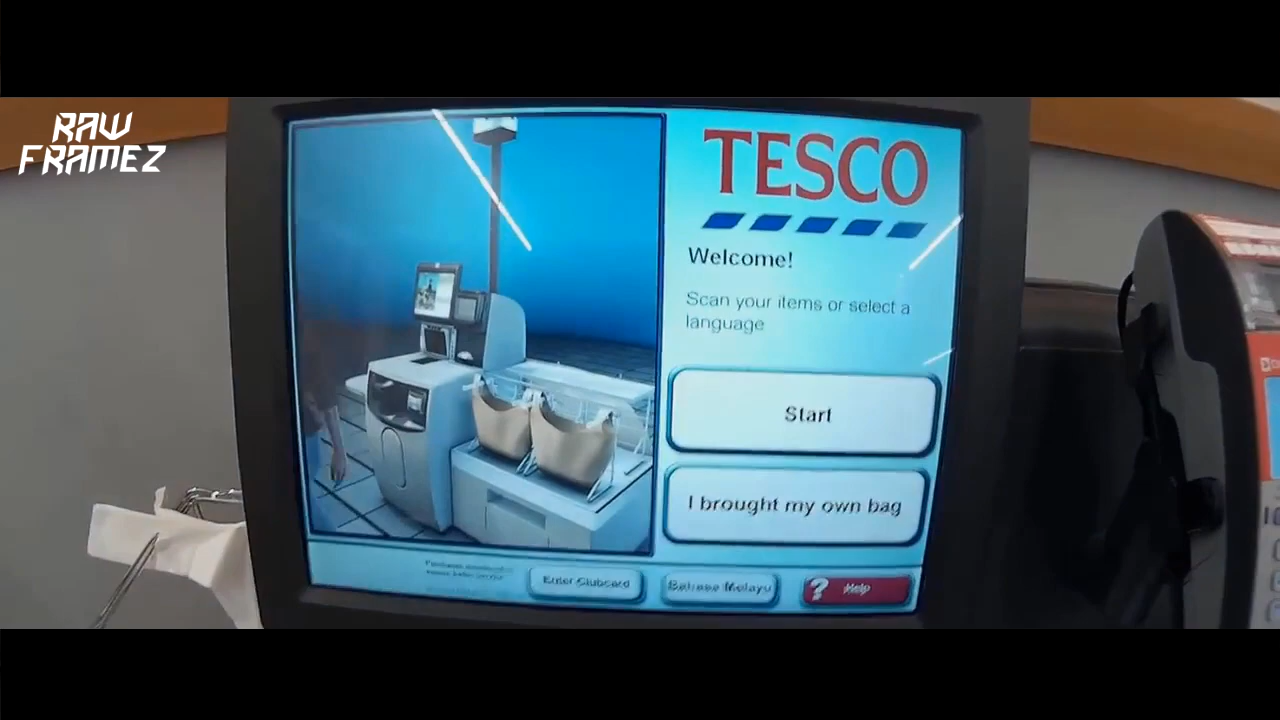 RAW
FRAMEZ
TESCO
Welcome!
Scan your items or select a
language
Start
I brought my own bag
Enter Clubcard
Bahasa Melayu
? Help